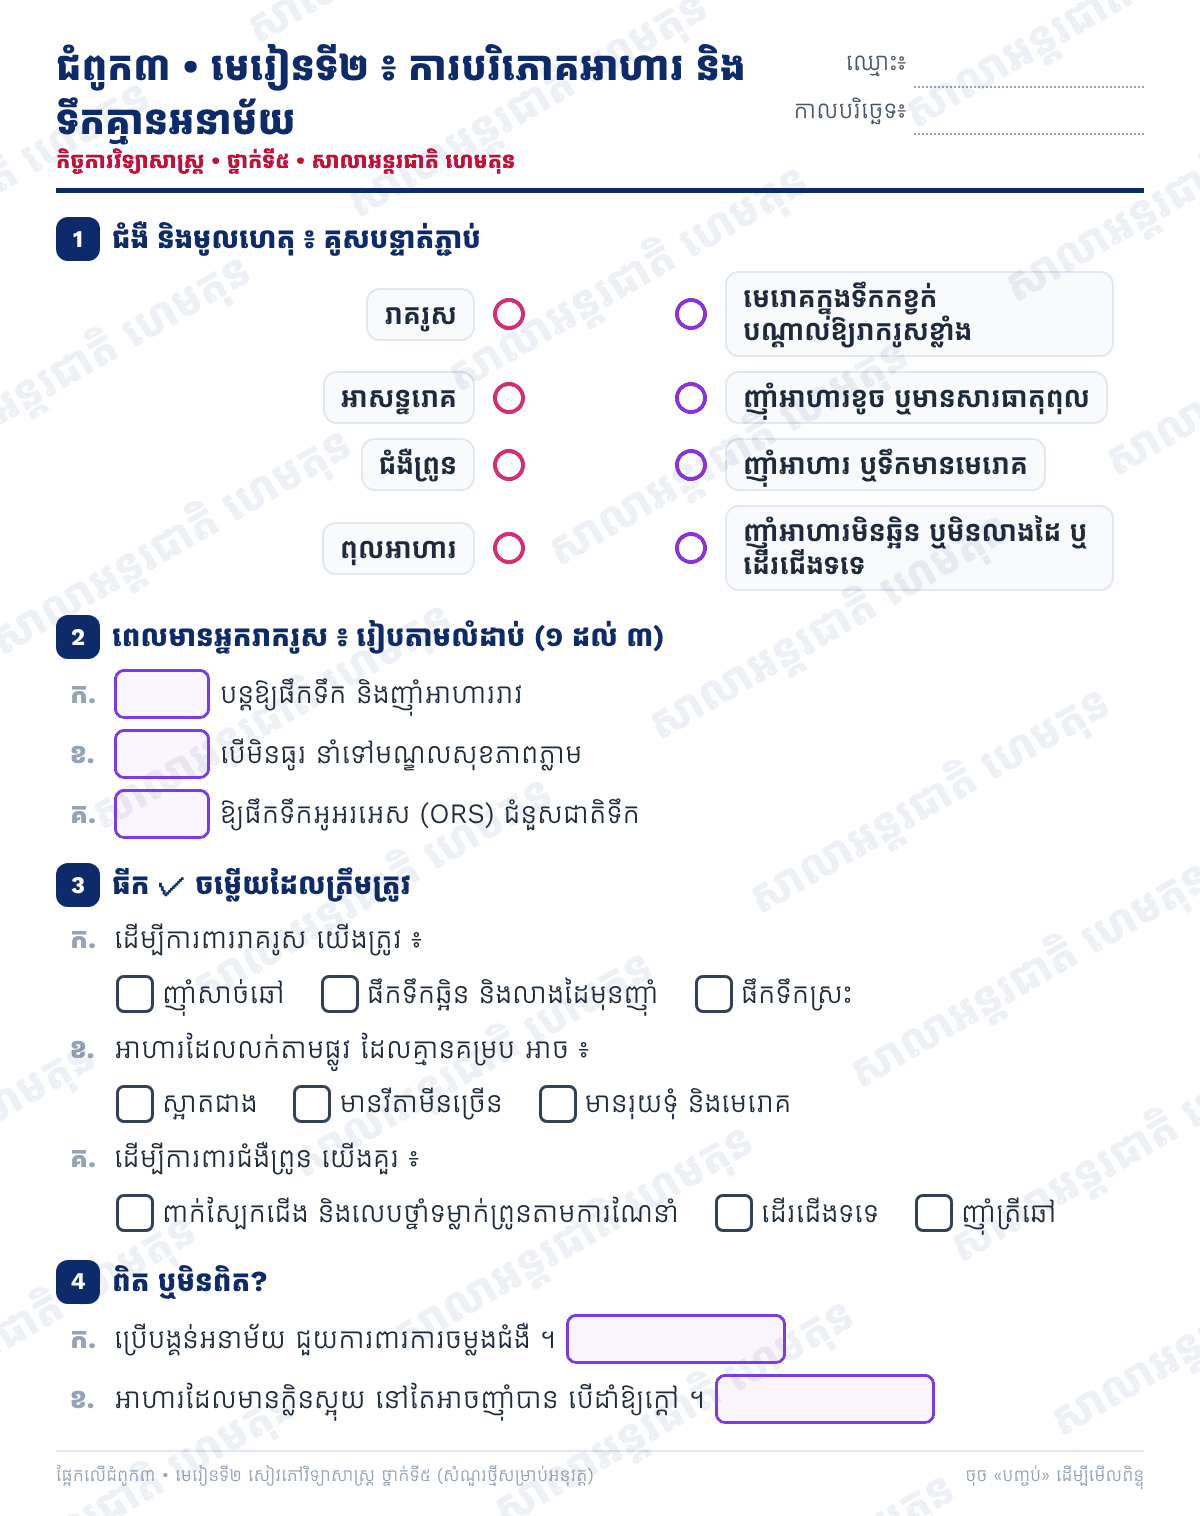 ជំពូក៣ • មេរៀនទី២ ៖ ការបរិភោគអាហារ និង
ទឹកគ្មានអនាម័យ
កិច្ចការវិទ្យាសាស្ត្រ • ថ្នាក់ទី៥ • សាលាអន្តរជាតិ ហេមតុន
ឈ្មោះ៖
កាលបរិច្ឆេទ៖
1 ជំងឺ និងមូលហេតុ ៖ គូសបន្ទាត់ភ្ជាប់
រាគរូស
មេរោគក្នុងទឹកកខ្វក់
បណ្តាលឱ្យរាករូសខ្លាំង
អាសន្នរោគ
ញ៉ាំអាហារខូច ឬមានសារធាតុពុល
ជំងឺព្រូន
ញ៉ាំអាហារ ឬទឹកមានមេរោគ
ពុលអាហារ
ញ៉ាំអាហារមិនឆ្អិន ឬមិនលាងដៃ ឬ
ដើរជើងទទេ
2 ពេលមានអ្នករាករូស ៖ រៀបតាមលំដាប់ (១ ដល់ ៣)
ក. បន្តឱ្យផឹកទឹក និងញ៉ាំអាហាររាវ
ខ. បើមិនធូរ នាំទៅមណ្ឌលសុខភាពភ្លាម
គ. ឱ្យផឹកទឹកអូអរអេស (ORS) ជំនួសជាតិទឹក
3 ធីក ✓ ចម្លើយដែលត្រឹមត្រូវ
ក. ដើម្បីការពាររាគរូស យើងត្រូវ ៖
ញ៉ាំសាច់ឆៅ ផឹកទឹកឆ្អិន និងលាងដៃមុនញ៉ាំ ផឹកទឹកស្រះ
ខ. អាហារដែលលក់តាមផ្លូវ ដែលគ្មានគម្រប អាច ៖
ស្អាតជាង មានវីតាមីនច្រើន មានរុយទុំ និងមេរោគ
គ. ដើម្បីការពារជំងឺព្រូន យើងគួរ ៖
ពាក់ស្បែកជើង និងលេបថ្នាំទម្លាក់ព្រូនតាមការណែនាំ ដើរជើងទទេ ញ៉ាំត្រីឆៅ
4 ពិត ឬមិនពិត?
ក. ប្រើបង្គន់អនាម័យ ជួយការពារការចម្លងជំងឺ ។
ខ. អាហារដែលមានក្លិនស្អុយ នៅតែអាចញ៉ាំបាន បើដាំឱ្យក្តៅ ។
ផ្អែកលើជំពូក៣ • មេរៀនទី២ សៀវភៅវិទ្យាសាស្ត្រ ថ្នាក់ទី៥ (សំណួរថ្មីសម្រាប់អនុវត្ត)
ចុច «បញ្ចប់» ដើម្បីមើលពិន្ទុ